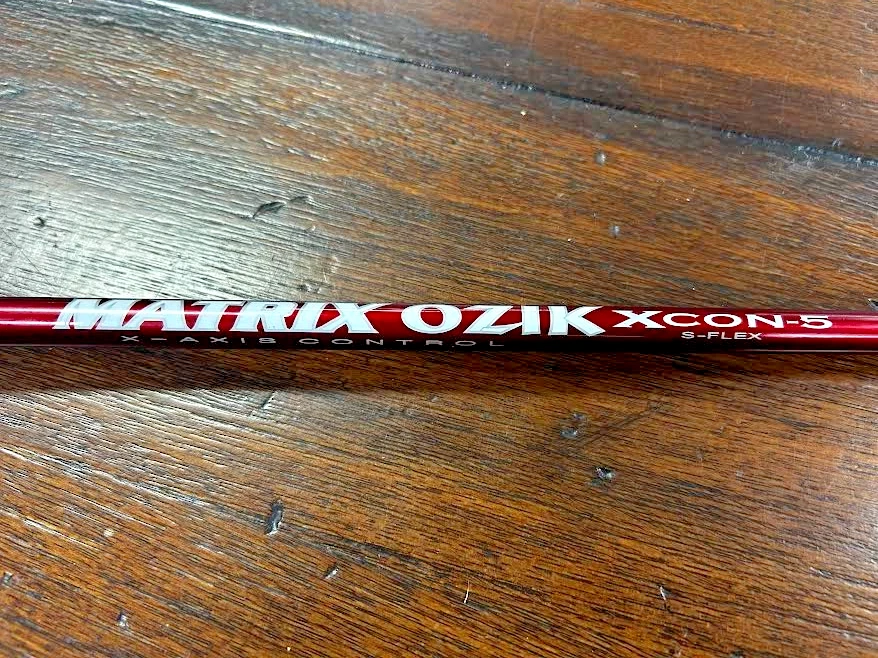 MATRIX OZIK XCON-5
X-AXIS CONTROL S-FLEX